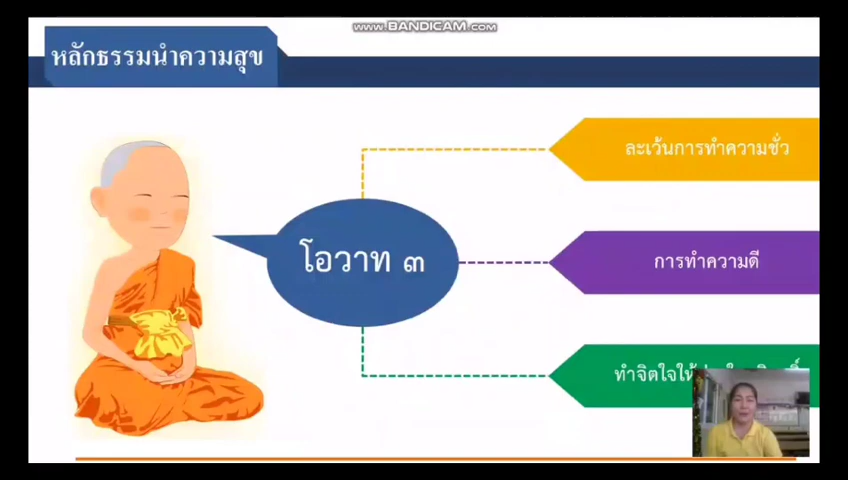 www.BANDICAM.com
หลักธรรมนำความสุข
ละเว้นการทำความชั่ว
โอวาท ๓
การทำความดี
ทำจิตใจให้